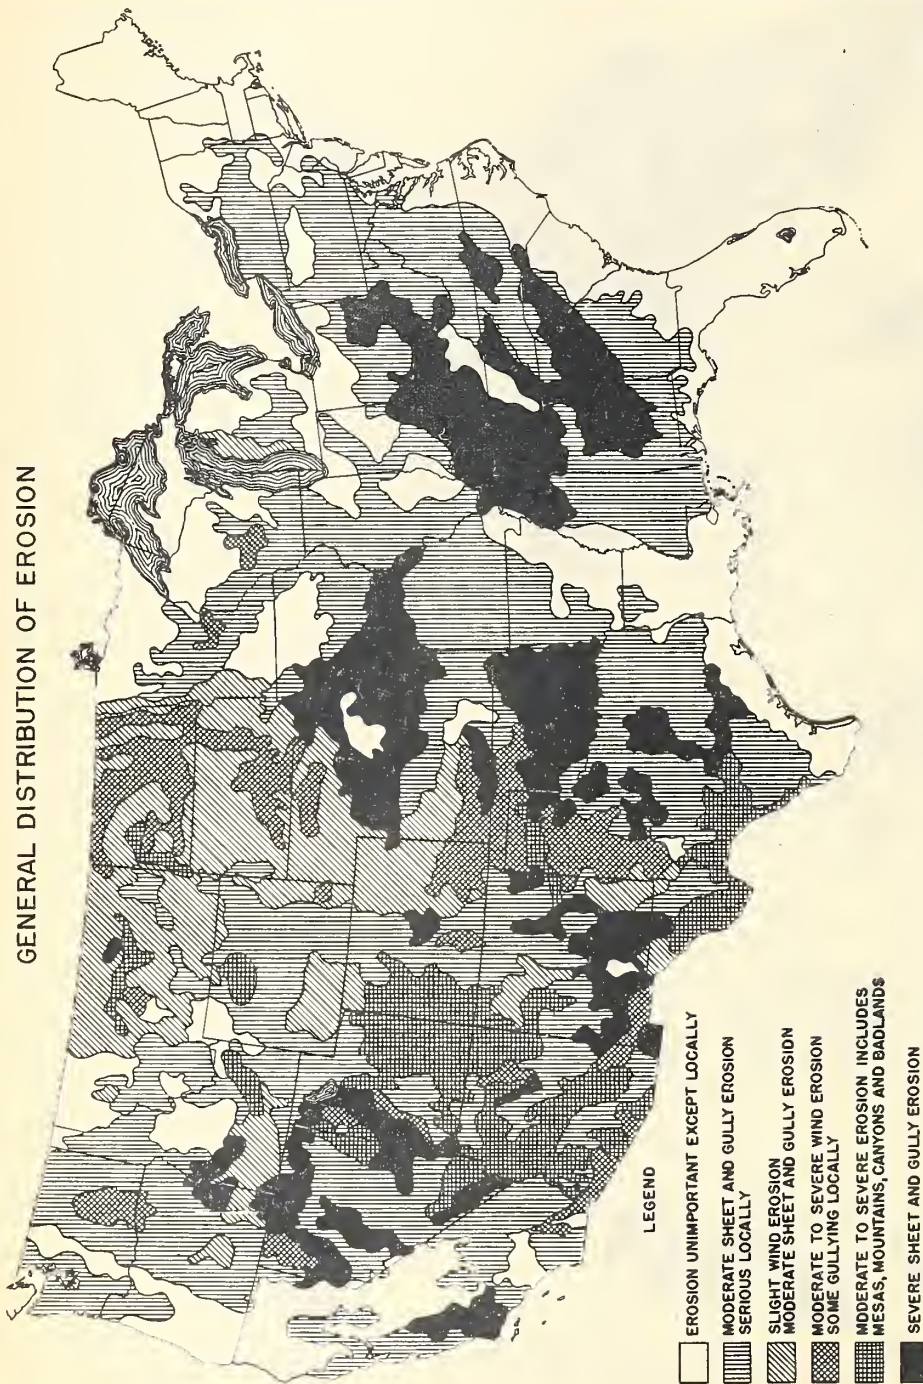 GENERAL DISTRIBUTION OF EROSION
LEGEND
EROSION UNIMPORTANT EXCEPT LOCALLY
MODERATE SHEET AND GULLY EROSION
SERIOUS LOCALLY
SLIGHT WIND EROSION
MODERATE SHEET AND GULLY EROSION
MODERATE TO SEVERE WIND EROSION
SOME GULLYING LOCALLY
MODERATE TO SEVERE EROSION INCLUDES
MESAS, MOUNTAINS, CANYONS AND BADLANDS
SEVERE SHEET AND GULLY EROSION